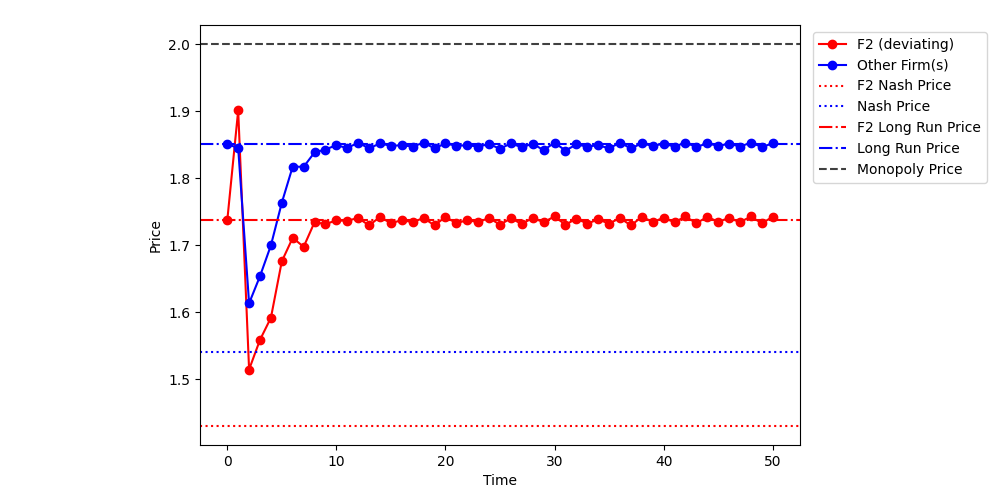 2.0
1.9
1.8
1.7
1.6
1.5
Price
0 10 20 30 40 50
Time
F2 (deviating)
Other Firm(s)
F2 Nash Price
Nash Price
F2 Long Run Price
Long Run Price
Monopoly Price